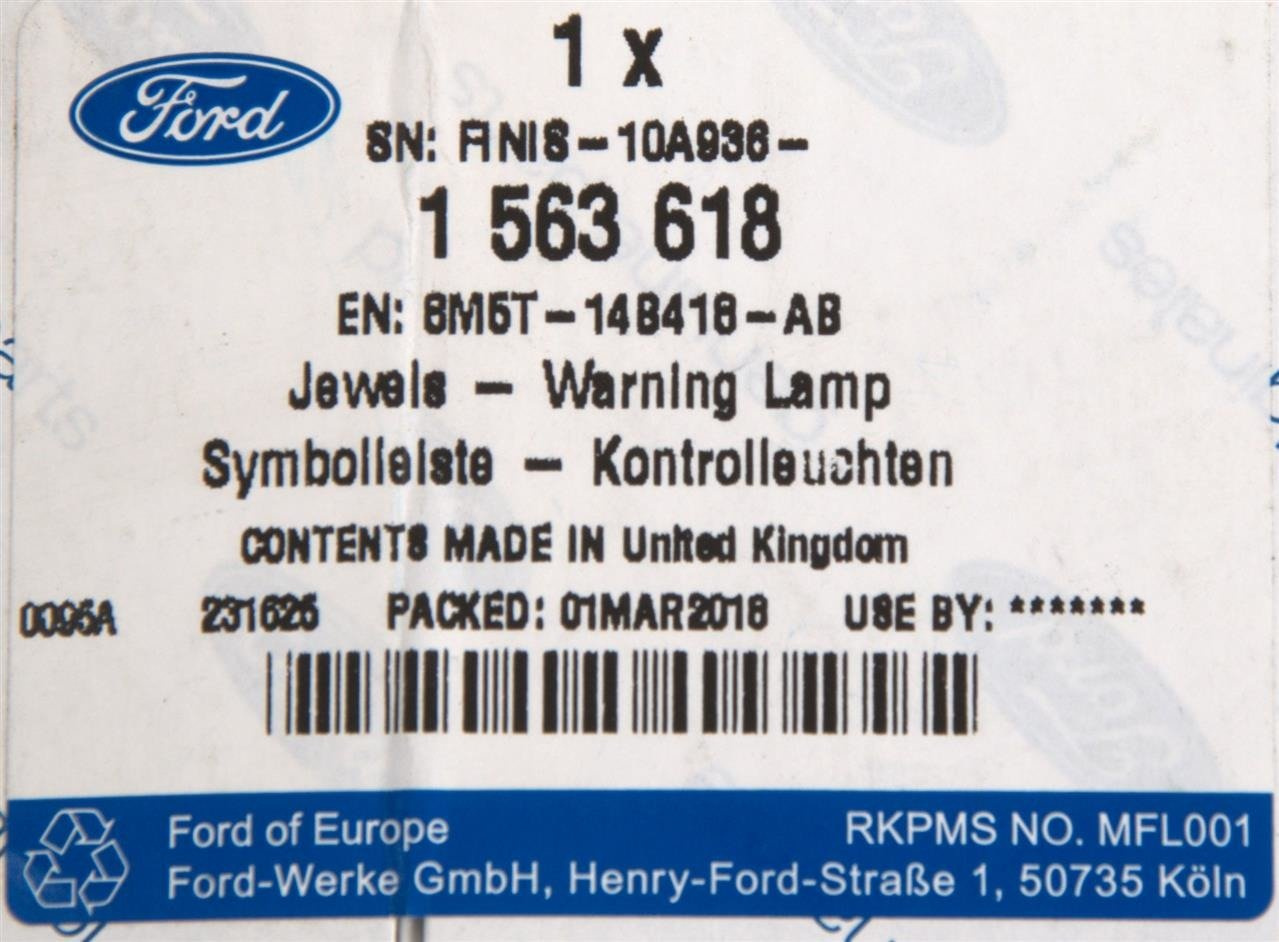 Ford
1 x
SN: FINIS-10A936-
1 563 618
EN: 8M5T-14B418-AB
Jewels - Warning Lamp
Symbolleiste - Kontrolleuchten
CONTENTS MADE IN United Kingdom
0095A 231625 PACKED: 01MAR2016 USE BY: *******
Ford of Europe RKPMS NO. MFL001
Ford-Werke GmbH, Henry-Ford-Straße 1, 50735 Köln